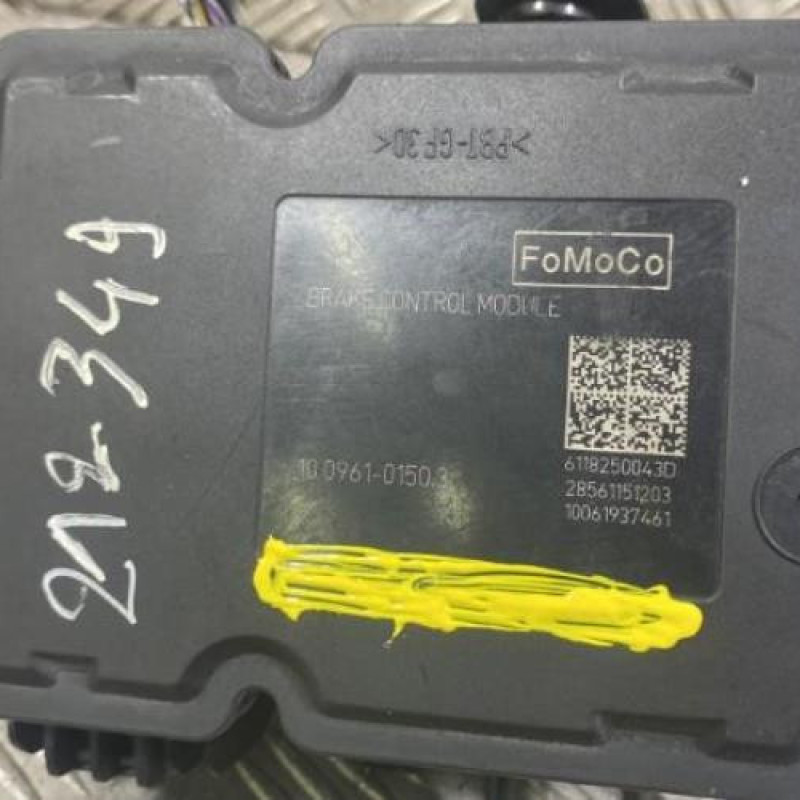 >PBT-GF30<
FoMoCo
BRAKE CONTROL MODULE
10.0961-0150.3
6118250043D
28561151203
10061937461
212349